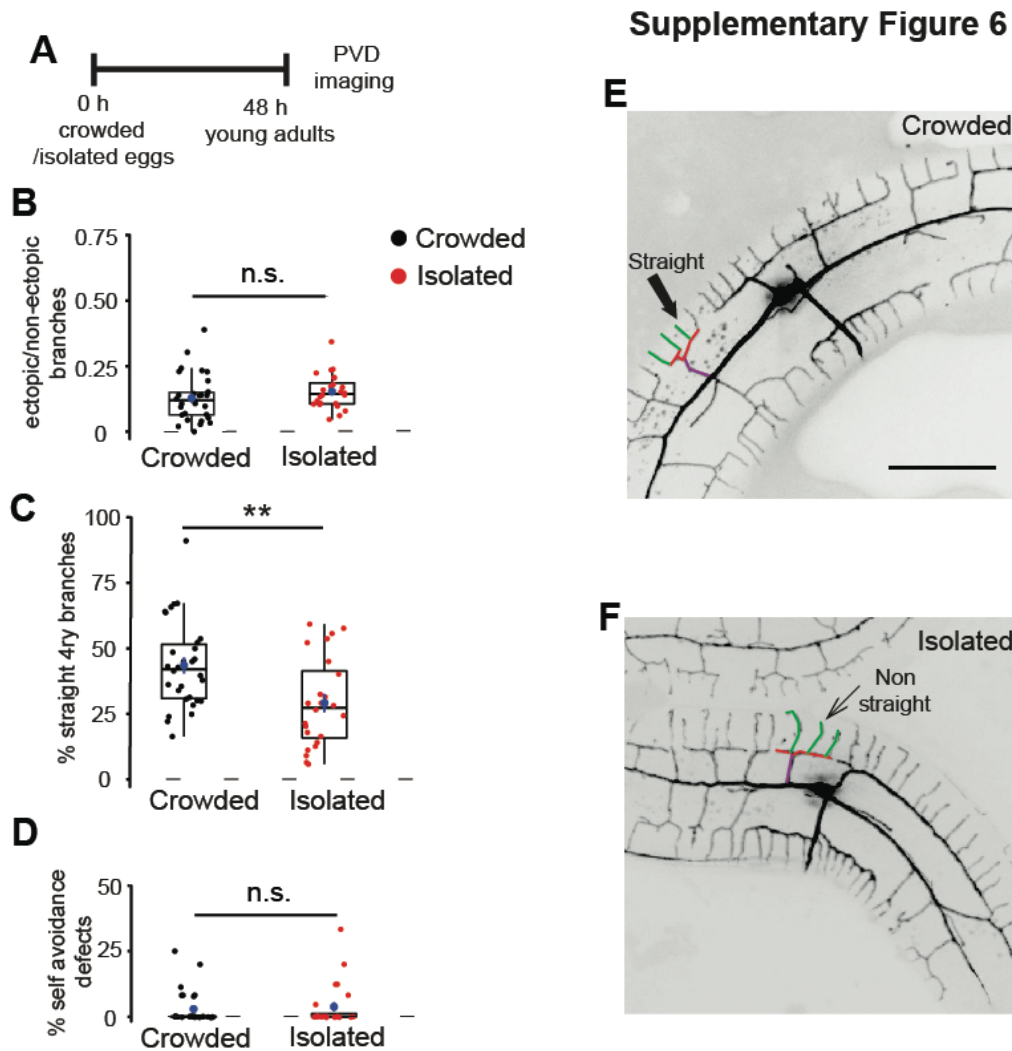 Supplementary Figure 6
A
PVD
imaging
0 h
crowded
/isolated eggs
48 h
young adults
B
ectopic/non-ectopic
branches
0.75
0.50
0.25
0
n.s.
Crowded
Isolated
Crowded
Isolated
C
% straight 4ry branches
100
75
50
25
0
**
Crowded
Isolated
D
% self avoidance
defects
50
25
0
n.s.
Crowded
Isolated
E
Crowded
Straight
F
Isolated
Non
straight